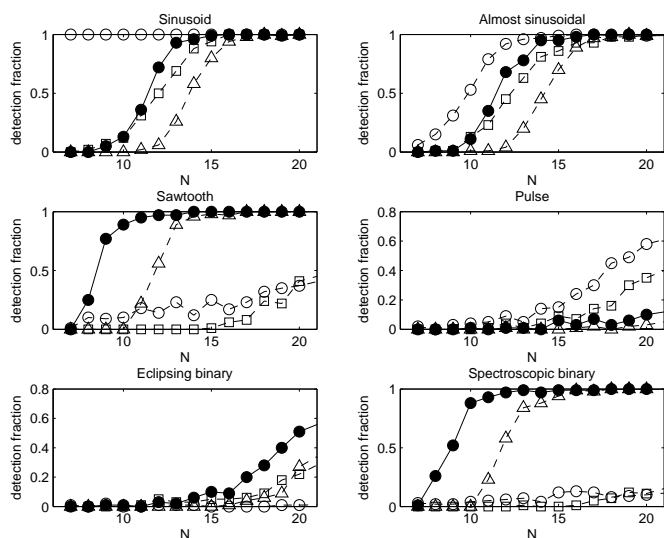 Sinusoid
1
0.5
0
10
15
20
N
detection fraction
Almost sinusoidal
1
0.5
0
10
15
20
N
detection fraction
Sawtooth
1
0.5
0
10
15
20
N
detection fraction
Pulse
0.8
0.6
0.4
0.2
0
10
15
20
N
detection fraction
Eclipsing binary
0.8
0.6
0.4
0.2
0
10
15
20
N
detection fraction
Spectroscopic binary
1
0.5
0
10
15
20
N
detection fraction